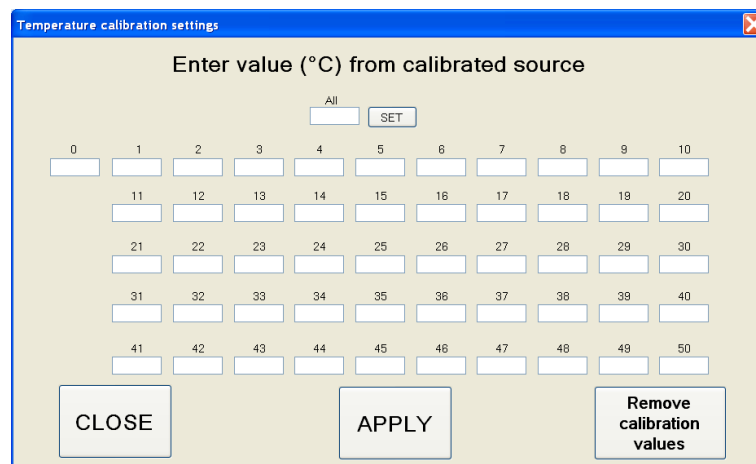 Temperature calibration settings
Enter value (°C) from calibrated source
All
SET
0 1 2 3 4 5 6 7 8 9 10
11 12 13 14 15 16 17 18 19 20
21 22 23 24 25 26 27 28 29 30
31 32 33 34 35 36 37 38 39 40
41 42 43 44 45 46 47 48 49 50
CLOSE
APPLY
Remove
calibration
values